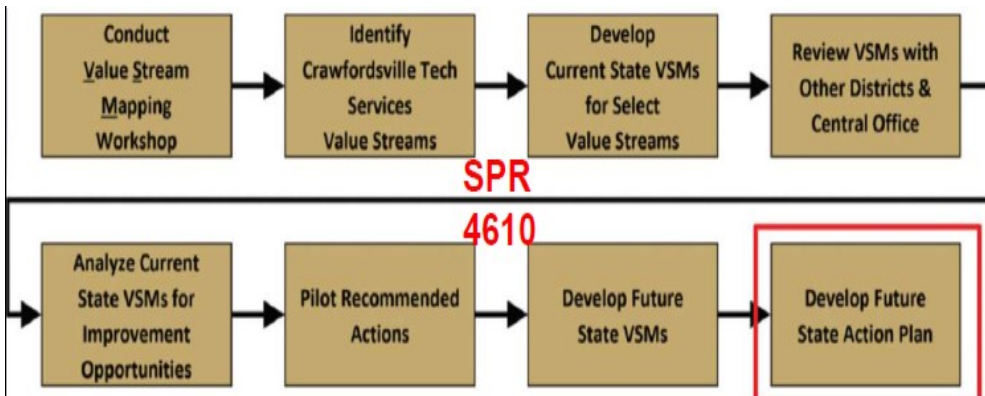 Conduct
Value Stream
Mapping
Workshop
Identify
Crawfordsville Tech
Services
Value Streams
Develop
Current State VSMs
for Select
Value Streams
Review VSMs with
Other Districts &
Central Office
SPR
4610
Analyze Current
State VSMs for
Improvement
Opportunities
Pilot Recommended
Actions
Develop Future
State VSMs
Develop Future
State Action Plan